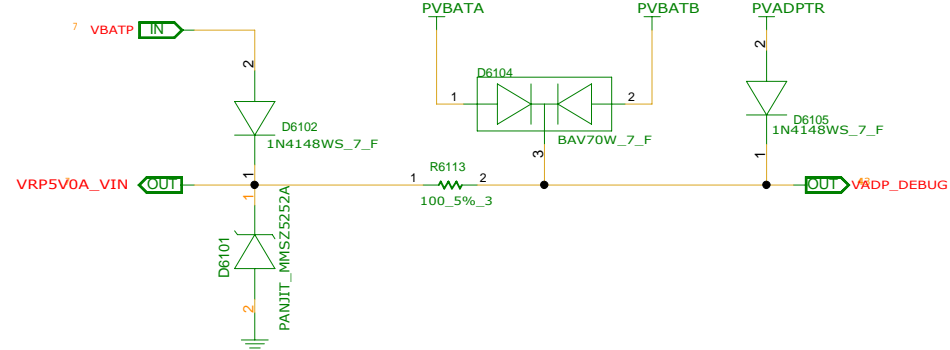 PVBATA
PVBATB
PVADPTR
7
VBATP
IN
2
2
D6104
1
2
D6102
1N4148WS_7_F
BAV70W_7_F
D6105
1N4148WS_7_F
3
1
1
VRP5V0A_VIN
OUT
R6113
1
2
100_5%_3
OUT
VADP_DEBUG
1
D6101
PANJIT_MMSZ5252A
2